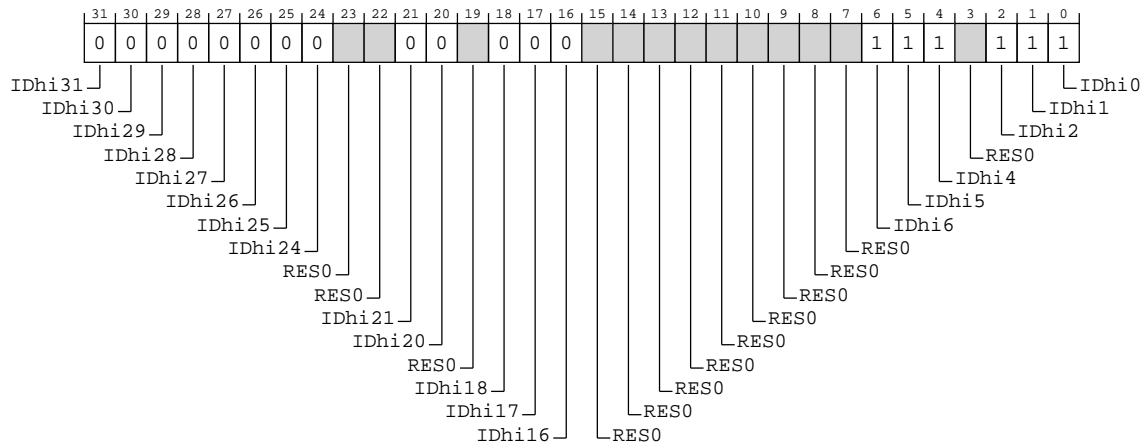 31 30 29 28 27 26 25 24 23 22 21 20 19 18 17 16 15 14 13 12 11 10 9 8 7 6 5 4 3 2 1 0
0 0 0 0 0 0 0 0 0 0 0 0 0 1 1 1 1 1 1
IDhi31 IDhi0
IDhi30 IDhi1
IDhi29 IDhi2
IDhi28 RES0
IDhi27 IDhi4
IDhi26 IDhi5
IDhi25 IDhi6
IDhi24 RES0
RES0 RES0
RES0 RES0
IDhi21 RES0
IDhi20 RES0
RES0 RES0
IDhi18 RES0
IDhi17 RES0
IDhi16 RES0